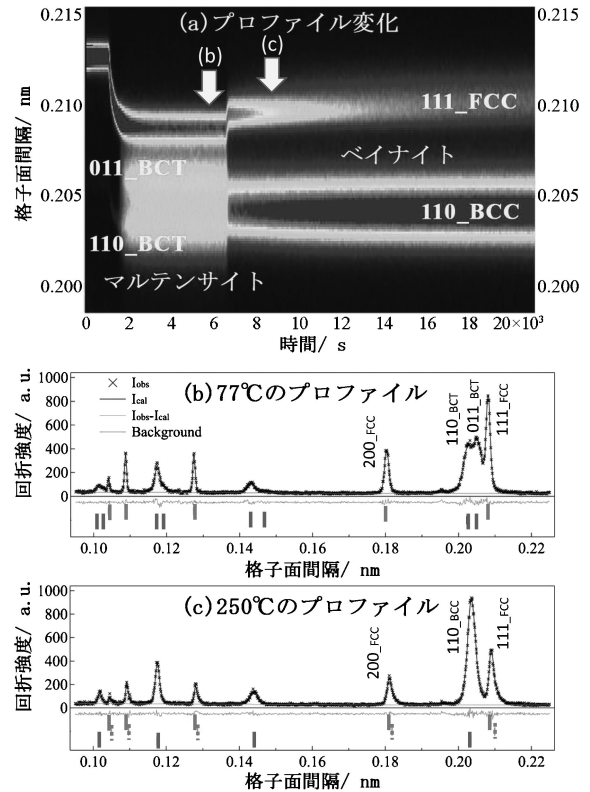 (a)プロファイル変化
(b)
(c)
0.215
0.210
0.205
0.200
格子面間隔/ nm
0.215
0.210
0.205
0.200
格子面間隔/ nm
111_FCC
ベイナイト
011_BCT
110_BCC
110_BCT
マルテンサイト
0 2 4 6 8 10 12 14 16 18 20×10³
時間/ s
(b)77℃のプロファイル
× Iobs
Ical
Iobs-Ical
Background
1000
800
600
400
200
0
回折強度/ a. u.
200_FCC
110_BCT
011_BCT
111_FCC
0.10 0.12 0.14 0.16 0.18 0.20 0.22
格子面間隔/ nm
(c)250℃のプロファイル
1000
800
600
400
200
0
回折強度/ a. u.
200_FCC
110_BCC
111_FCC
0.10 0.12 0.14 0.16 0.18 0.20 0.22
格子面間隔/ nm